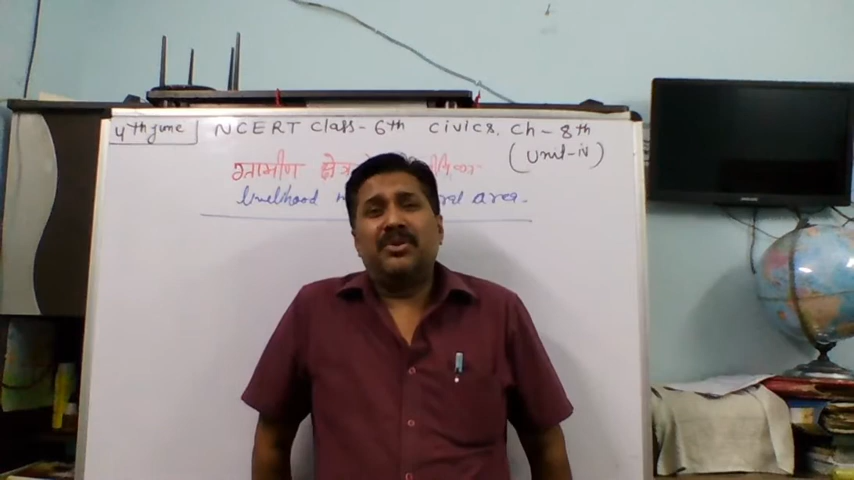 4th June NCERT Class-6th Civics, Ch-8th
(Unit-iv)
ग्रामीण क्षेत्र
livelihood area.